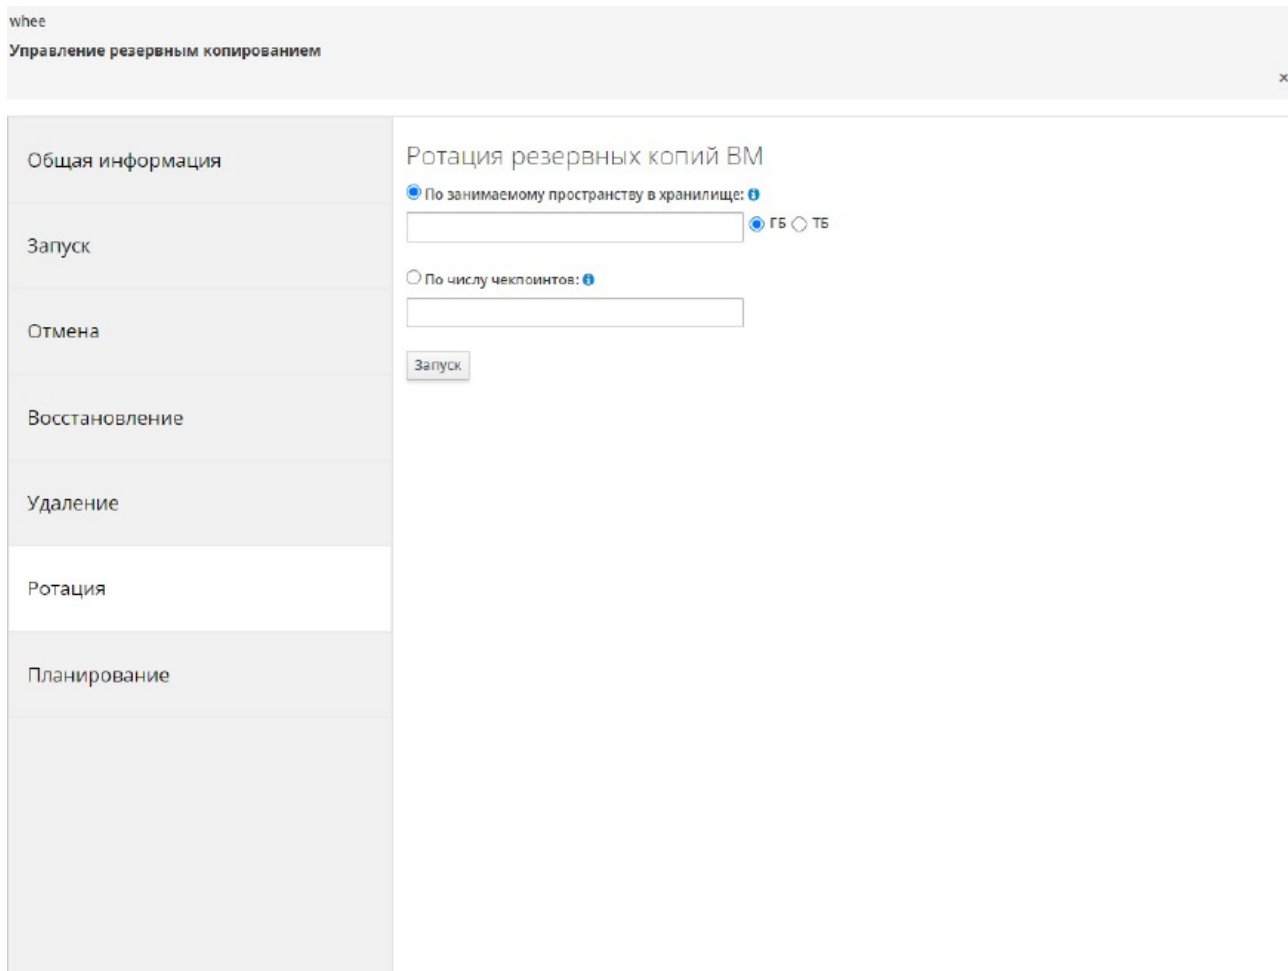 whee
Управление резервным копированием
×
Общая информация
Запуск
Отмена
Восстановление
Удаление
Ротация
Планирование
Ротация резервных копий ВМ
По занимаемому пространству в хранилище:
ГБ ТБ
По числу чекпоинтов:
Запуск